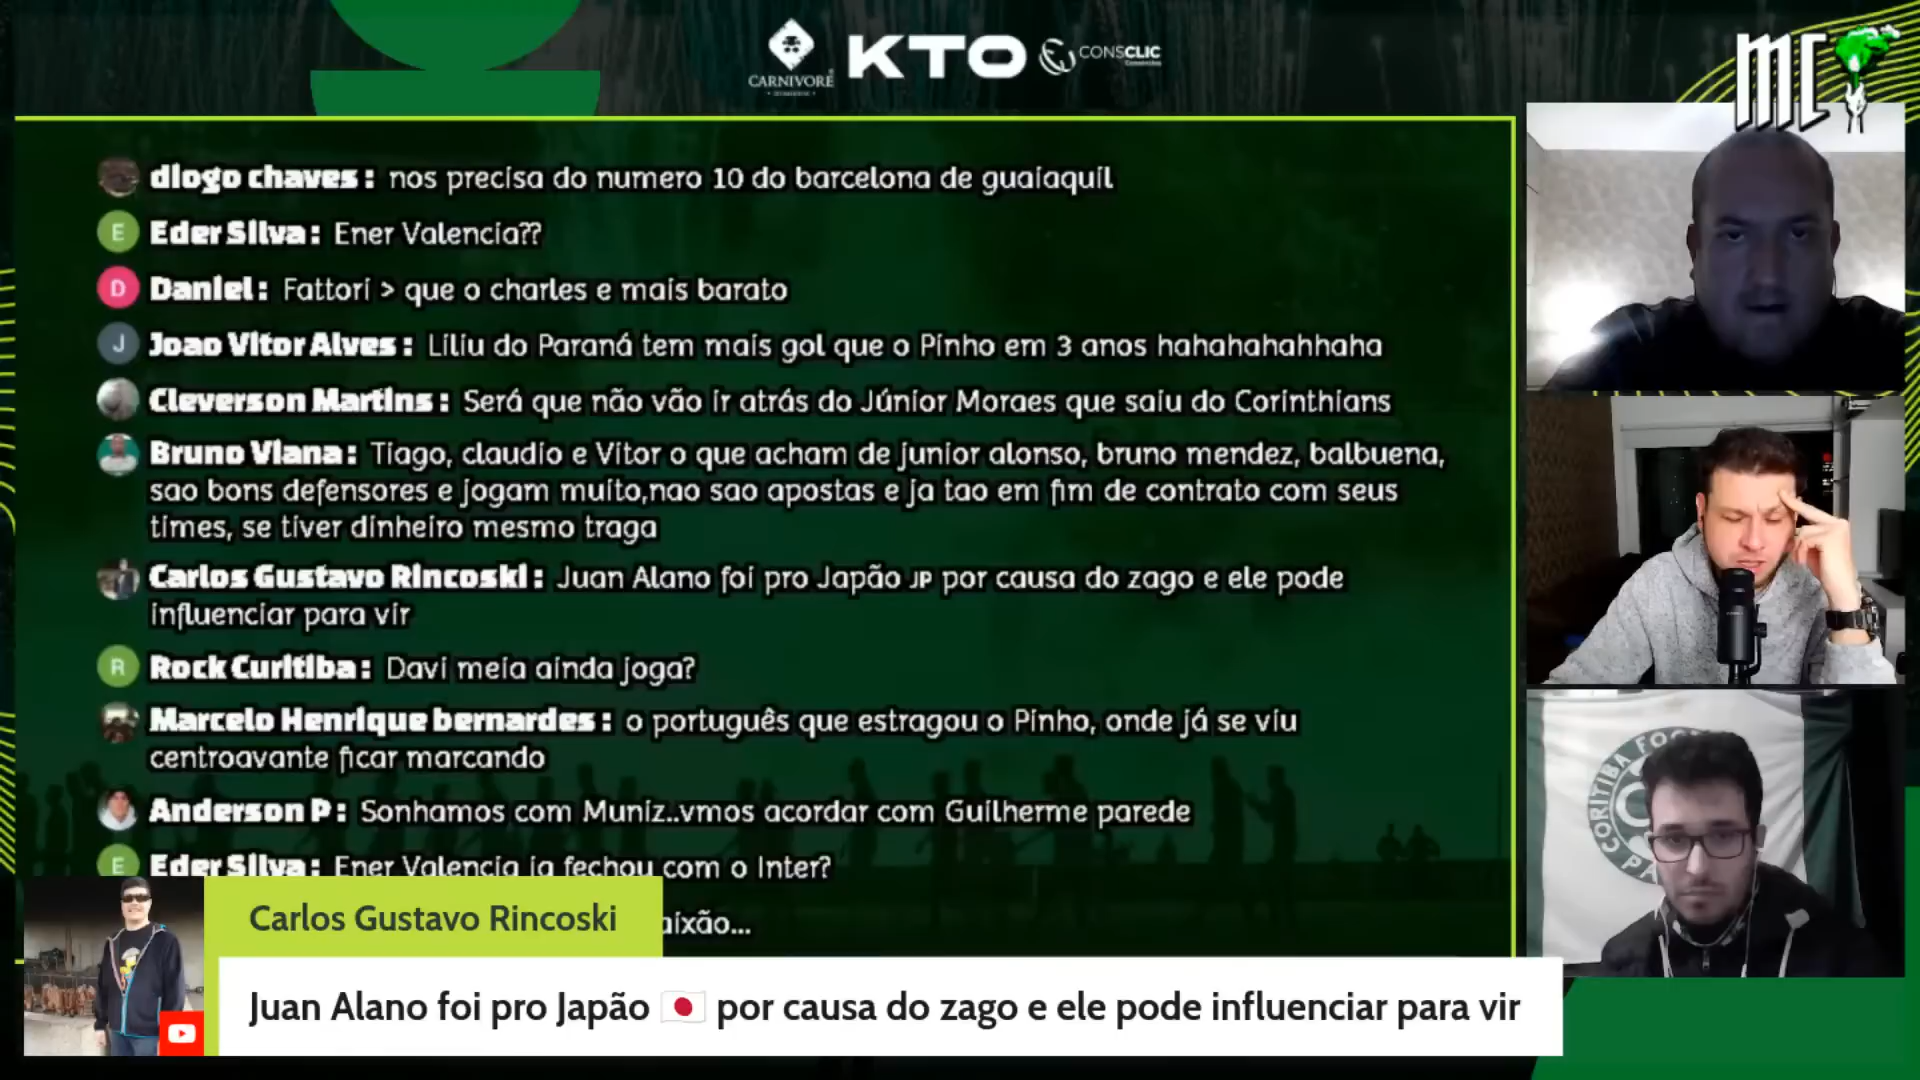 CARNIVORE
KTO
CONSCLIC
MC
diogo chaves : nos precisa do numero 10 do barcelona de guaiaquil
E Eder Silva : Ener Valencia??
D Daniel : Fattori > que o charles e mais barato
J Joao Vitor Alves : Liliu do Paraná tem mais gol que o Pinho em 3 anos hahahahahhaha
Cleverson Martins : Será que não vão ir atrás do Júnior Moraes que saiu do Corinthians
Bruno Viana : Tiago, claudio e Vitor o que acham de junior alonso, bruno mendez, balbuena,
sao bons defensores e jogam muito,nao sao apostas e ja tao em fim de contrato com seus
times, se tiver dinheiro mesmo traga
Carlos Gustavo Rincoski : Juan Alano foi pro Japão JP por causa do zago e ele pode
influenciar para vir
R Rock Curitiba : Davi meia ainda joga?
Marcelo Henrique bernardes : o português que estragou o Pinho, onde já se viu
centroavante ficar marcando
Anderson P : Sonhamos com Muniz..vmos acordar com Guilherme parede
E Eder Silva : Ener Valencia ja fechou com o Inter?
aixão...
Carlos Gustavo Rincoski
Juan Alano foi pro Japão 🇯🇵 por causa do zago e ele pode influenciar para vir
CORITIBA FOO
PA